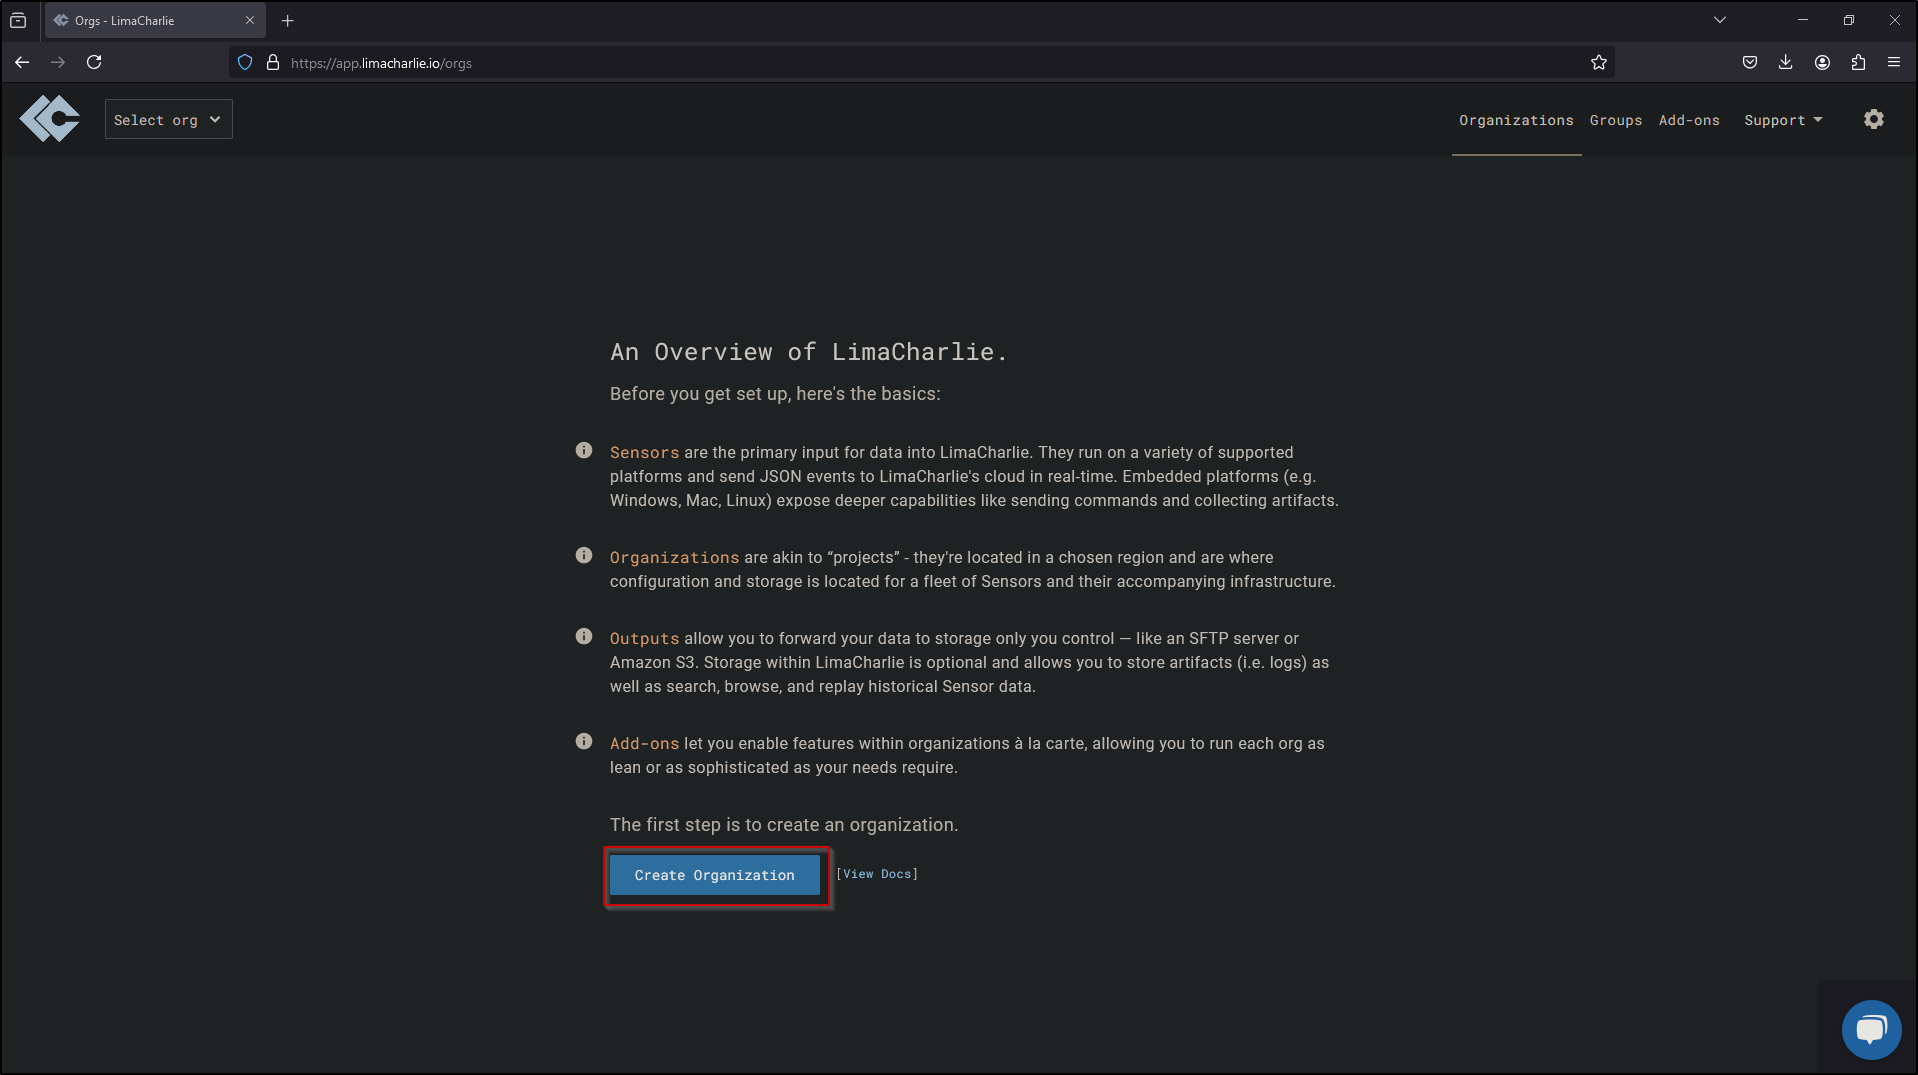 Orgs - LimaCharlie
https://app.limacharlie.io/orgs
Select org
Organizations
Groups
Add-ons
Support
An Overview of LimaCharlie.
Before you get set up, here's the basics:
Sensors are the primary input for data into LimaCharlie. They run on a variety of supported
platforms and send JSON events to LimaCharlie's cloud in real-time. Embedded platforms (e.g.
Windows, Mac, Linux) expose deeper capabilities like sending commands and collecting artifacts.
Organizations are akin to “projects” - they're located in a chosen region and are where
configuration and storage is located for a fleet of Sensors and their accompanying infrastructure.
Outputs allow you to forward your data to storage only you control — like an SFTP server or
Amazon S3. Storage within LimaCharlie is optional and allows you to store artifacts (i.e. logs) as
well as search, browse, and replay historical Sensor data.
Add-ons let you enable features within organizations à la carte, allowing you to run each org as
lean or as sophisticated as your needs require.
The first step is to create an organization.
Create Organization
[View Docs]